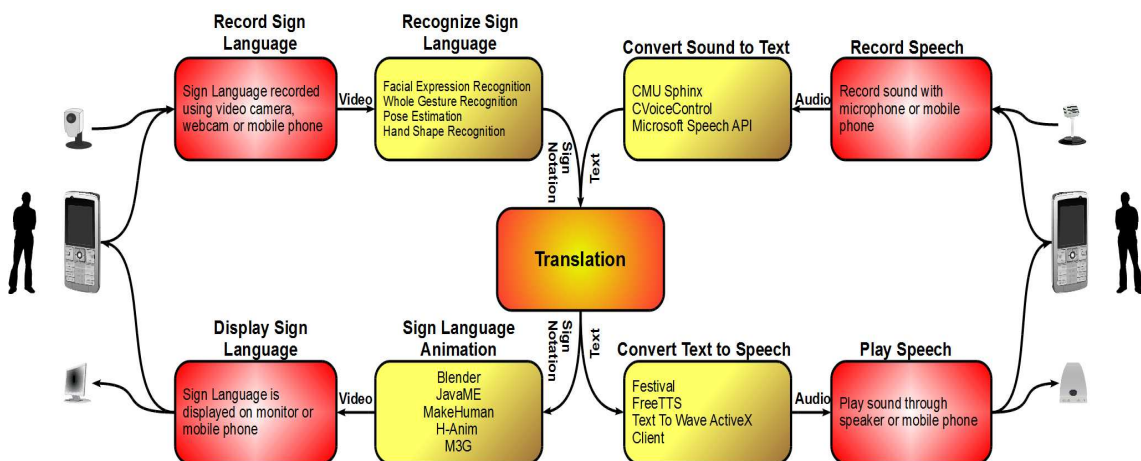 Record Sign
Language
Sign Language recorded
using video camera,
webcam or mobile phone
Video
Recognize Sign
Language
Facial Expression Recognition
Whole Gesture Recognition
Pose Estimation
Hand Shape Recognition
Sign
Notation
Convert Sound to Text
CMU Sphinx
CVoiceControl
Microsoft Speech API
Text
Audio
Record Speech
Record sound with
microphone or mobile
phone
Translation
Display Sign
Language
Sign Language is
displayed on monitor or
mobile phone
Video
Sign Language
Animation
Blender
JavaME
MakeHuman
H-Anim
M3G
Sign
Notation
Text
Convert Text to Speech
Festival
FreeTTS
Text To Wave ActiveX
Client
Audio
Play Speech
Play sound through
speaker or mobile phone